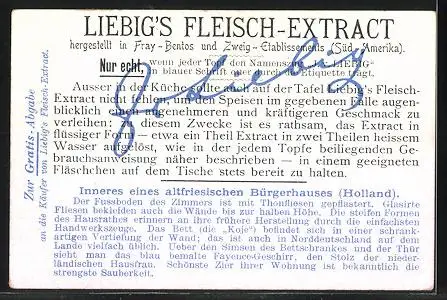 LIEBIG'S FLEISCH-EXTRACT
hergestellt in Fray-Bentos und Zweig-Etablissements (Süd-Amerika).
Nur echt, wenn jeder Topf den Namenszug J. v. LIEBIG
in blauer Schrift quer durch die Etiquette trägt.
Ausser in der Küche sollte auch auf der Tafel Liebig's Fleisch-
Extract nicht fehlen, um den Speisen im gegebenen Falle augen-
blicklich einen angenehmeren und kräftigeren Geschmack zu
verleihen; zu diesem Zwecke ist es rathsam, das Extract in
flüssiger Form — etwa ein Theil Extract in zwei Theilen heissem
Wasser aufgelöst, wie in der jedem Topfe beiliegenden Ge-
brauchsanweisung näher beschrieben — in einem geeigneten
Fläschchen auf dem Tische stets bereit zu halten.
Inneres eines altfriesischen Bürgerhauses (Holland).
Der Fussboden des Zimmers ist mit Thonfliesen gepflastert. Glasirte
Fliesen bekleiden auch die Wände bis zur halben Höhe. Die steifen Formen
des Hausrathes erinnern an ihre frühere Herstellung durch die einfachsten
Handwerkszeuge. Das Bett (die „Koje") befindet sich in einer schrank-
artigen Vertiefung der Wand; das ist auch in Norddeutschland auf dem
Lande vielfach üblich. Ueber den Simsen des Bettschrankes und der Thür
sieht man das blau bemalte Fayence-Geschirr, den Stolz der nieder-
ländischen Hausfrau. Schönste Zier ihrer Wohnung ist bekanntlich die
strengste Sauberkeit.
Zur Gratis-Abgabe
an die Käufer von Liebig's Fleisch-Extract.